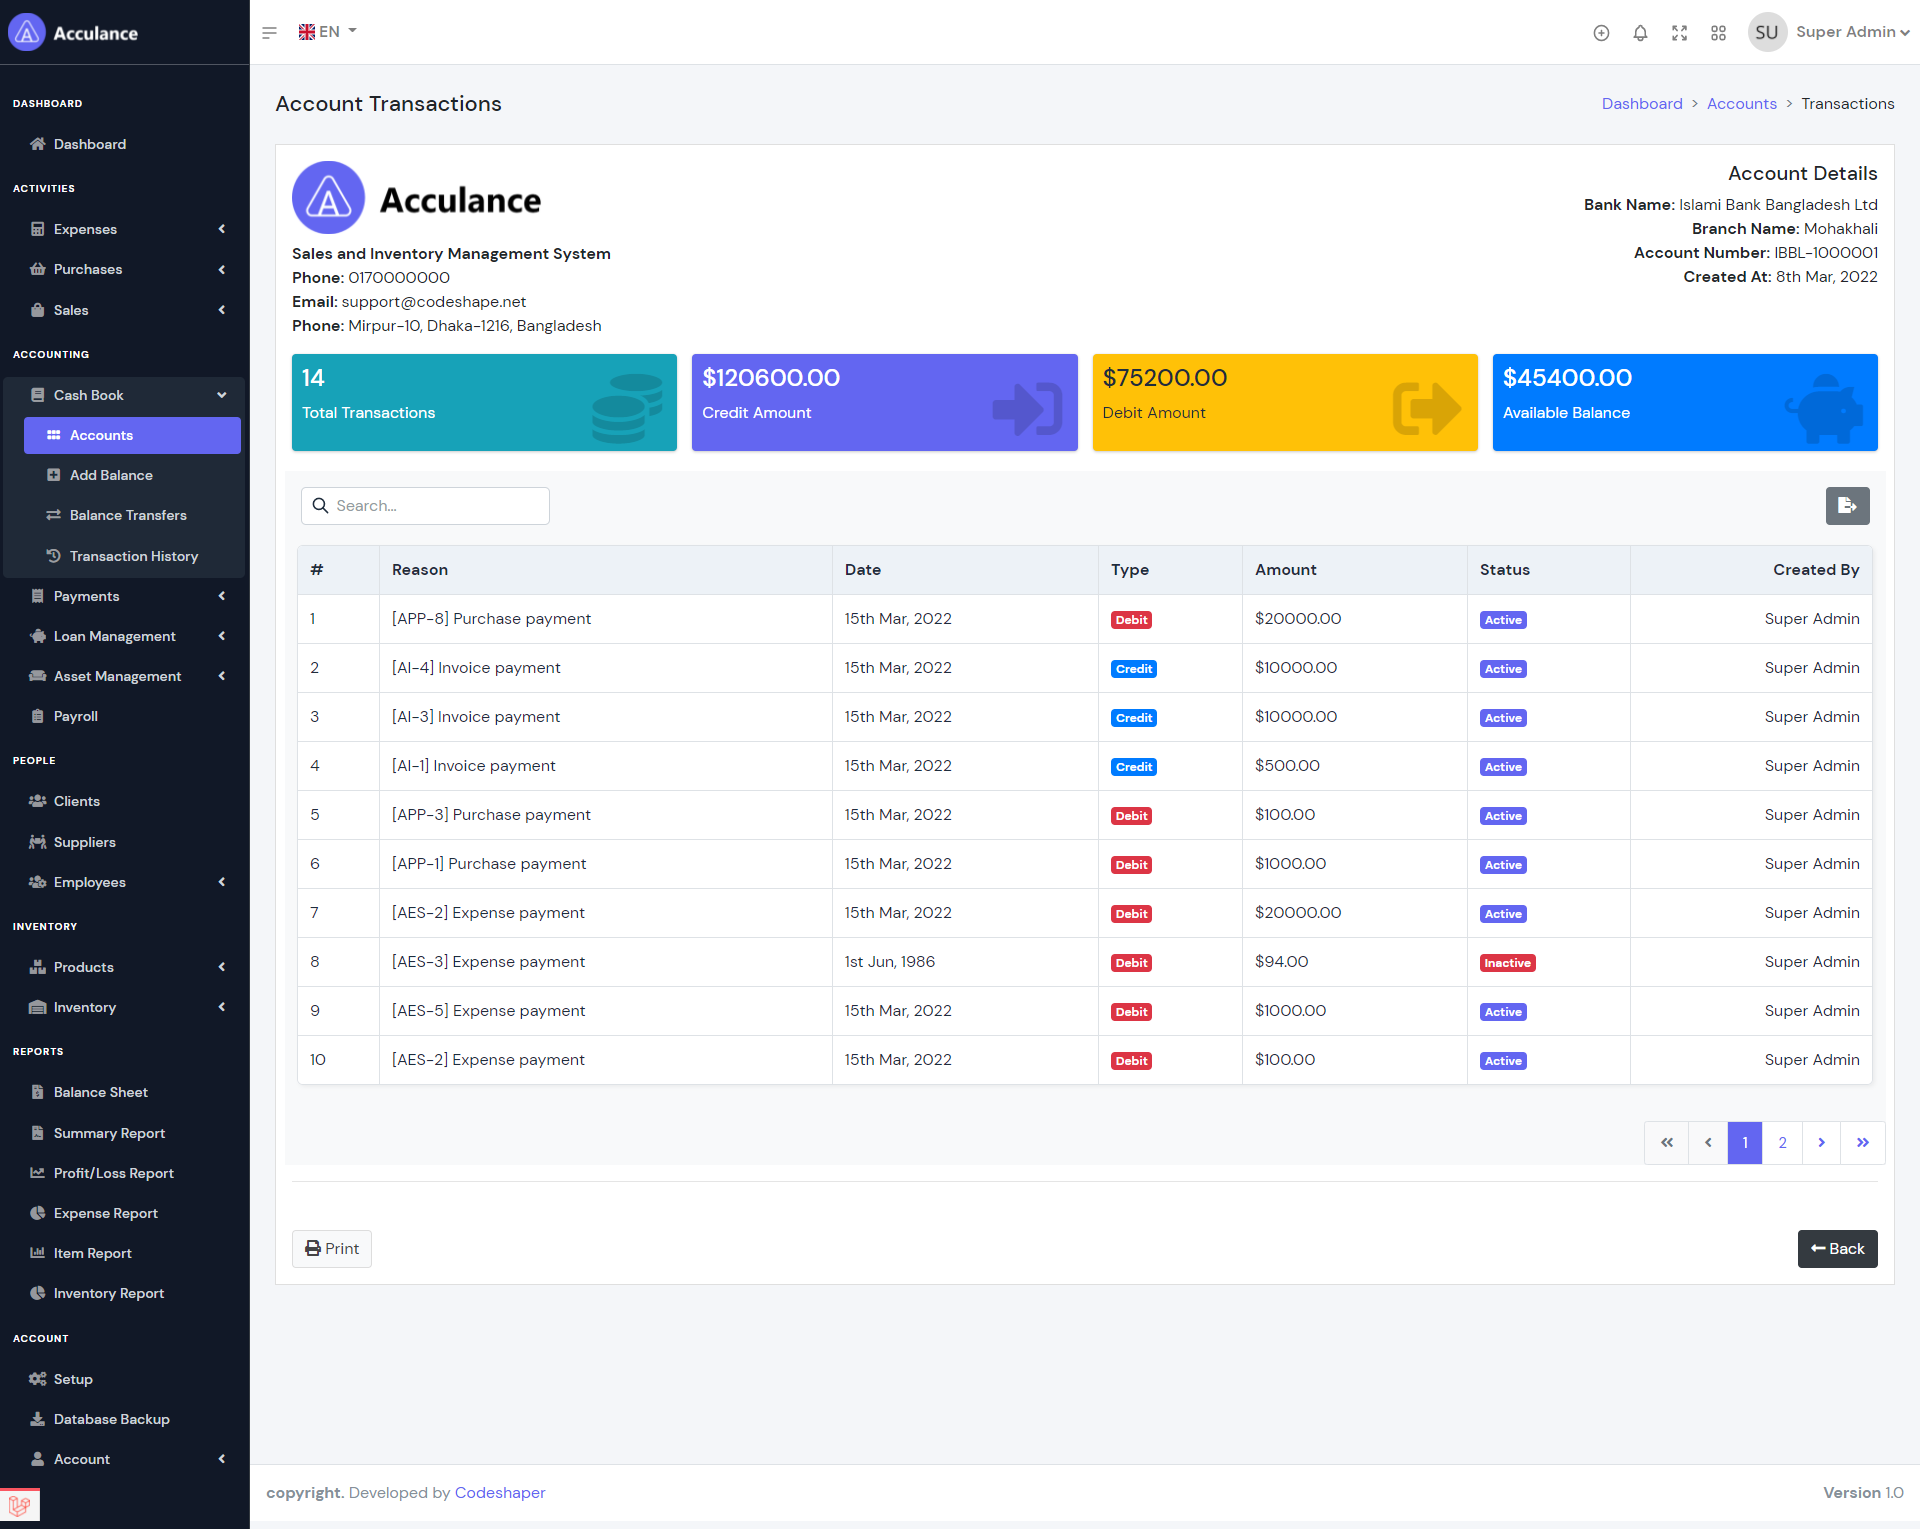 Acculance
EN
SU
Super Admin
DASHBOARD
Dashboard
ACTIVITIES
Expenses
Purchases
Sales
ACCOUNTING
Cash Book
Accounts
Add Balance
Balance Transfers
Transaction History
Payments
Loan Management
Asset Management
Payroll
PEOPLE
Clients
Suppliers
Employees
INVENTORY
Products
Inventory
REPORTS
Balance Sheet
Summary Report
Profit/Loss Report
Expense Report
Item Report
Inventory Report
ACCOUNT
Setup
Database Backup
Account
Account Transactions
Dashboard > Accounts > Transactions
Acculance
Sales and Inventory Management System
Phone: 0170000000
Email: support@codeshape.net
Phone: Mirpur-10, Dhaka-1216, Bangladesh
Account Details
Bank Name: Islami Bank Bangladesh Ltd
Branch Name: Mohakhali
Account Number: IBBL-1000001
Created At: 8th Mar, 2022
14
Total Transactions
$120600.00
Credit Amount
$75200.00
Debit Amount
$45400.00
Available Balance
Search...
# Reason Date Type Amount Status Created By
1 [APP-8] Purchase payment 15th Mar, 2022 Debit $20000.00 Active Super Admin
2 [AI-4] Invoice payment 15th Mar, 2022 Credit $10000.00 Active Super Admin
3 [AI-3] Invoice payment 15th Mar, 2022 Credit $10000.00 Active Super Admin
4 [AI-1] Invoice payment 15th Mar, 2022 Credit $500.00 Active Super Admin
5 [APP-3] Purchase payment 15th Mar, 2022 Debit $100.00 Active Super Admin
6 [APP-1] Purchase payment 15th Mar, 2022 Debit $1000.00 Active Super Admin
7 [AES-2] Expense payment 15th Mar, 2022 Debit $20000.00 Active Super Admin
8 [AES-3] Expense payment 1st Jun, 1986 Debit $94.00 Inactive Super Admin
9 [AES-5] Expense payment 15th Mar, 2022 Debit $1000.00 Active Super Admin
10 [AES-2] Expense payment 15th Mar, 2022 Debit $100.00 Active Super Admin
« ‹ 1 2 › »
Print
Back
copyright. Developed by Codeshaper
Version 1.0